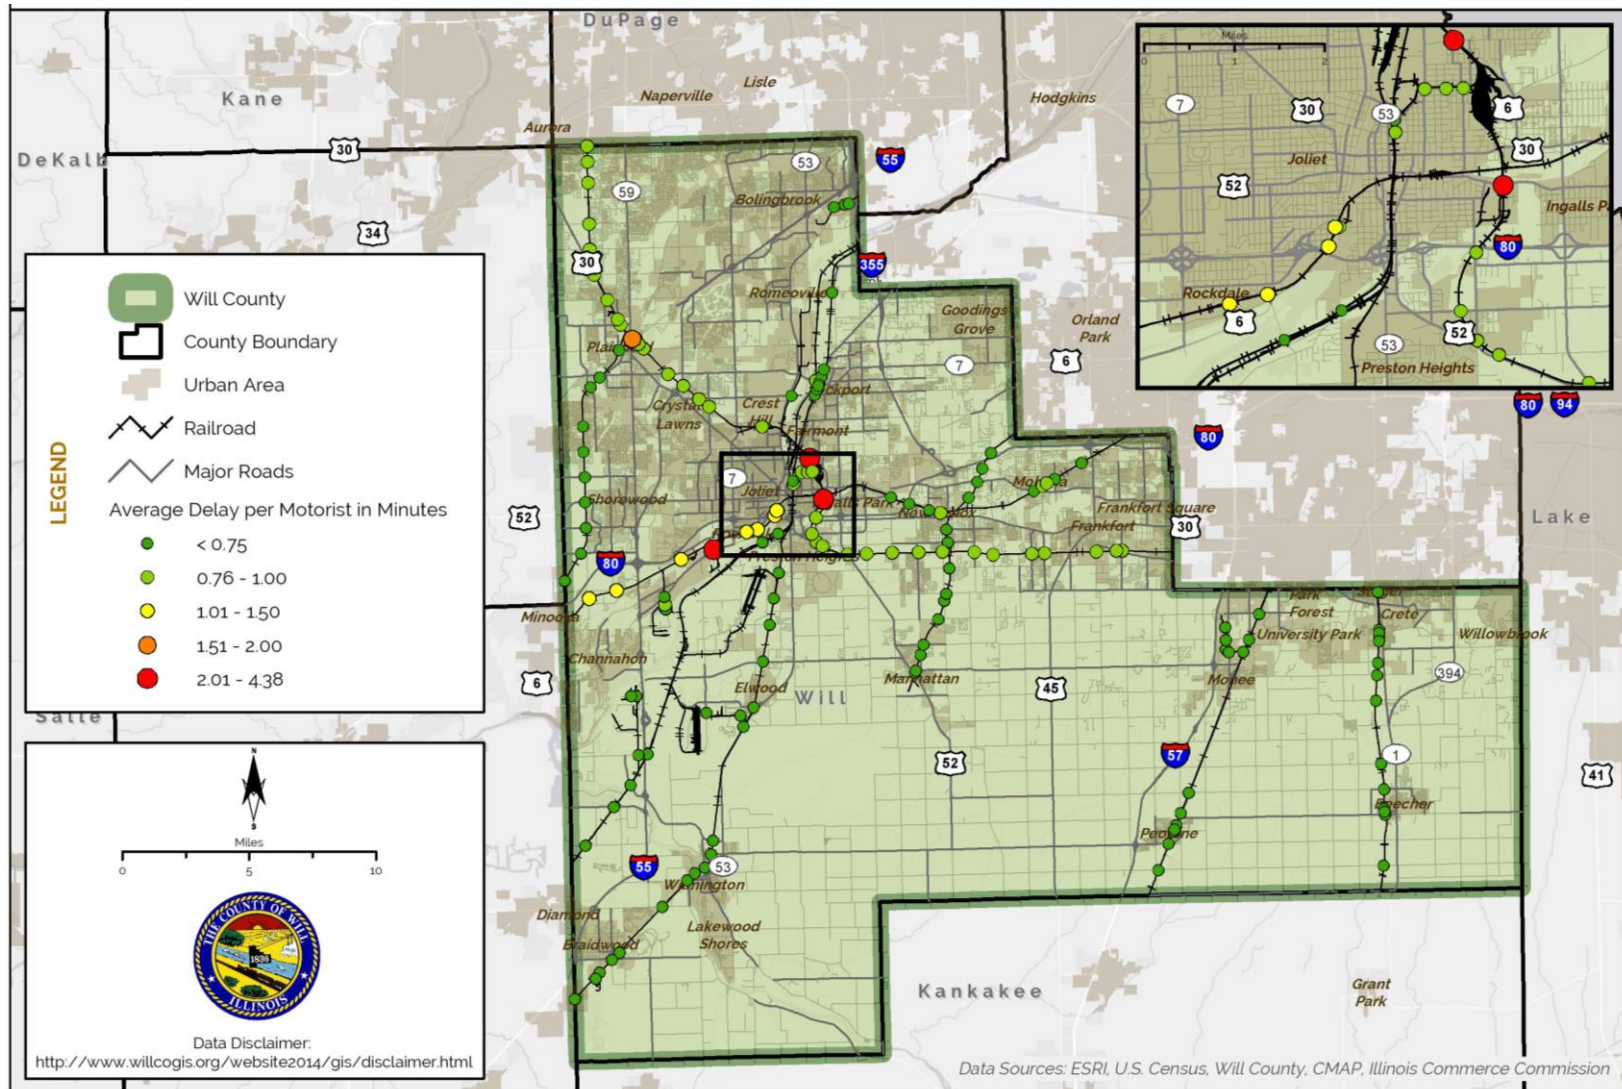 DuPage
Lisle
Naperville
Kane
Hodgkins
Aurora
DeKalb
30
53
55
59
Bolingbrook
34
30
355
Romeoville
Goodings
Grove
Orland
Park
6
7
Crystal
Lawns
Crest
Hill
Fairmont
80
80
94
7
Joliet
Shorewood
52
Frankfort Square
Frankfort
30
Lake
80
Preston Heights
Minooka
Park
Forest
Crete
University Park
Willowbrook
Channahon
6
Elwood
Will
Manhattan
45
Monee
394
57
52
1
41
Beecher
Peotone
55
53
Wilmington
Diamond
Braidwood
Lakewood
Shores
Kankakee
Grant
Park
Miles
0 1 2
7
30
53
6
30
Joliet
52
80
Rockdale
6
52
53
Preston Heights
LEGEND
Will County
County Boundary
Urban Area
Railroad
Major Roads
Average Delay per Motorist in Minutes
< 0.75
0.76 - 1.00
1.01 - 1.50
1.51 - 2.00
2.01 - 4.38
N
S
Miles
0 5 10
THE COUNTY OF WILL
1836
ILLINOIS
Data Disclaimer:
http://www.willcogis.org/website2014/gis/disclaimer.html
Data Sources: ESRI, U.S. Census, Will County, CMAP, Illinois Commerce Commission